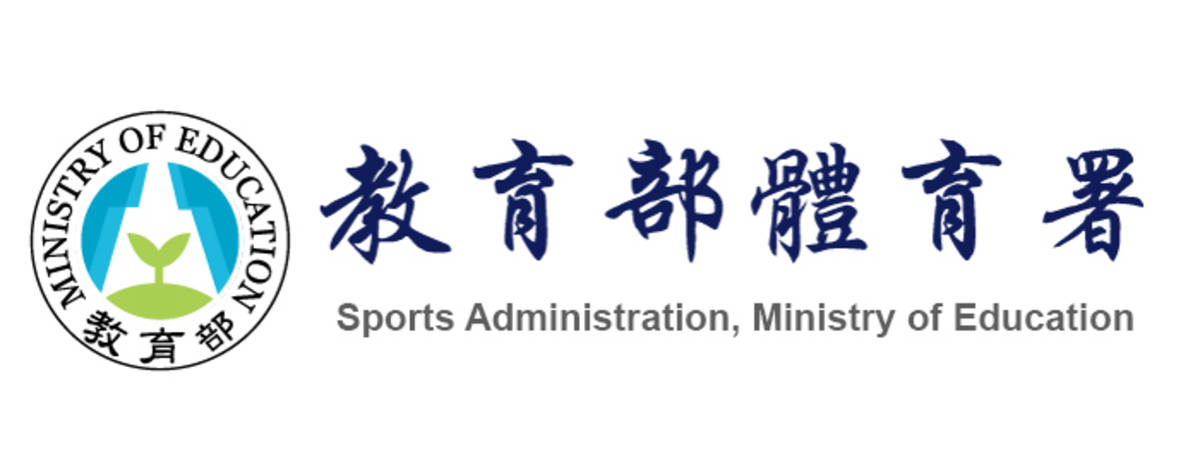 MINISTRY OF EDUCATION
教育部
教育部體育署
Sports Administration, Ministry of Education